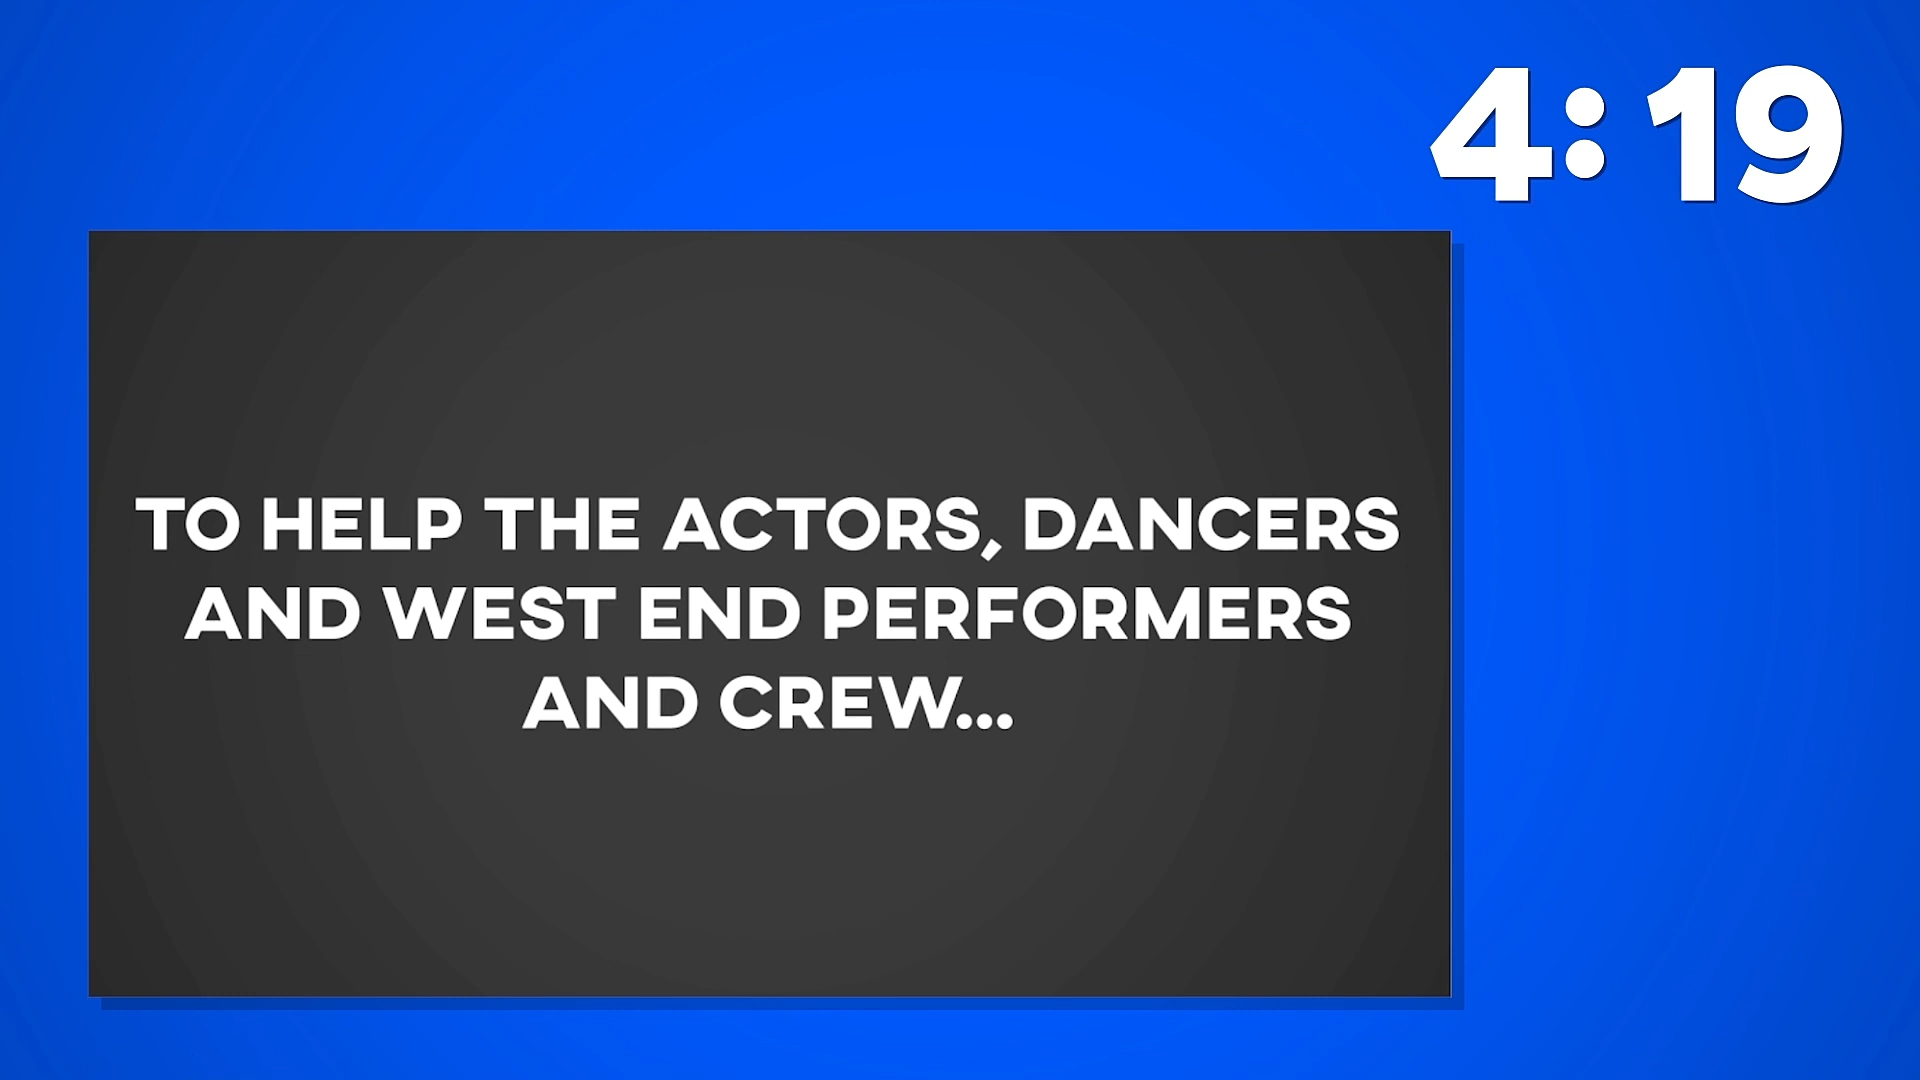 4:19
TO HELP THE ACTORS, DANCERS
AND WEST END PERFORMERS
AND CREW...